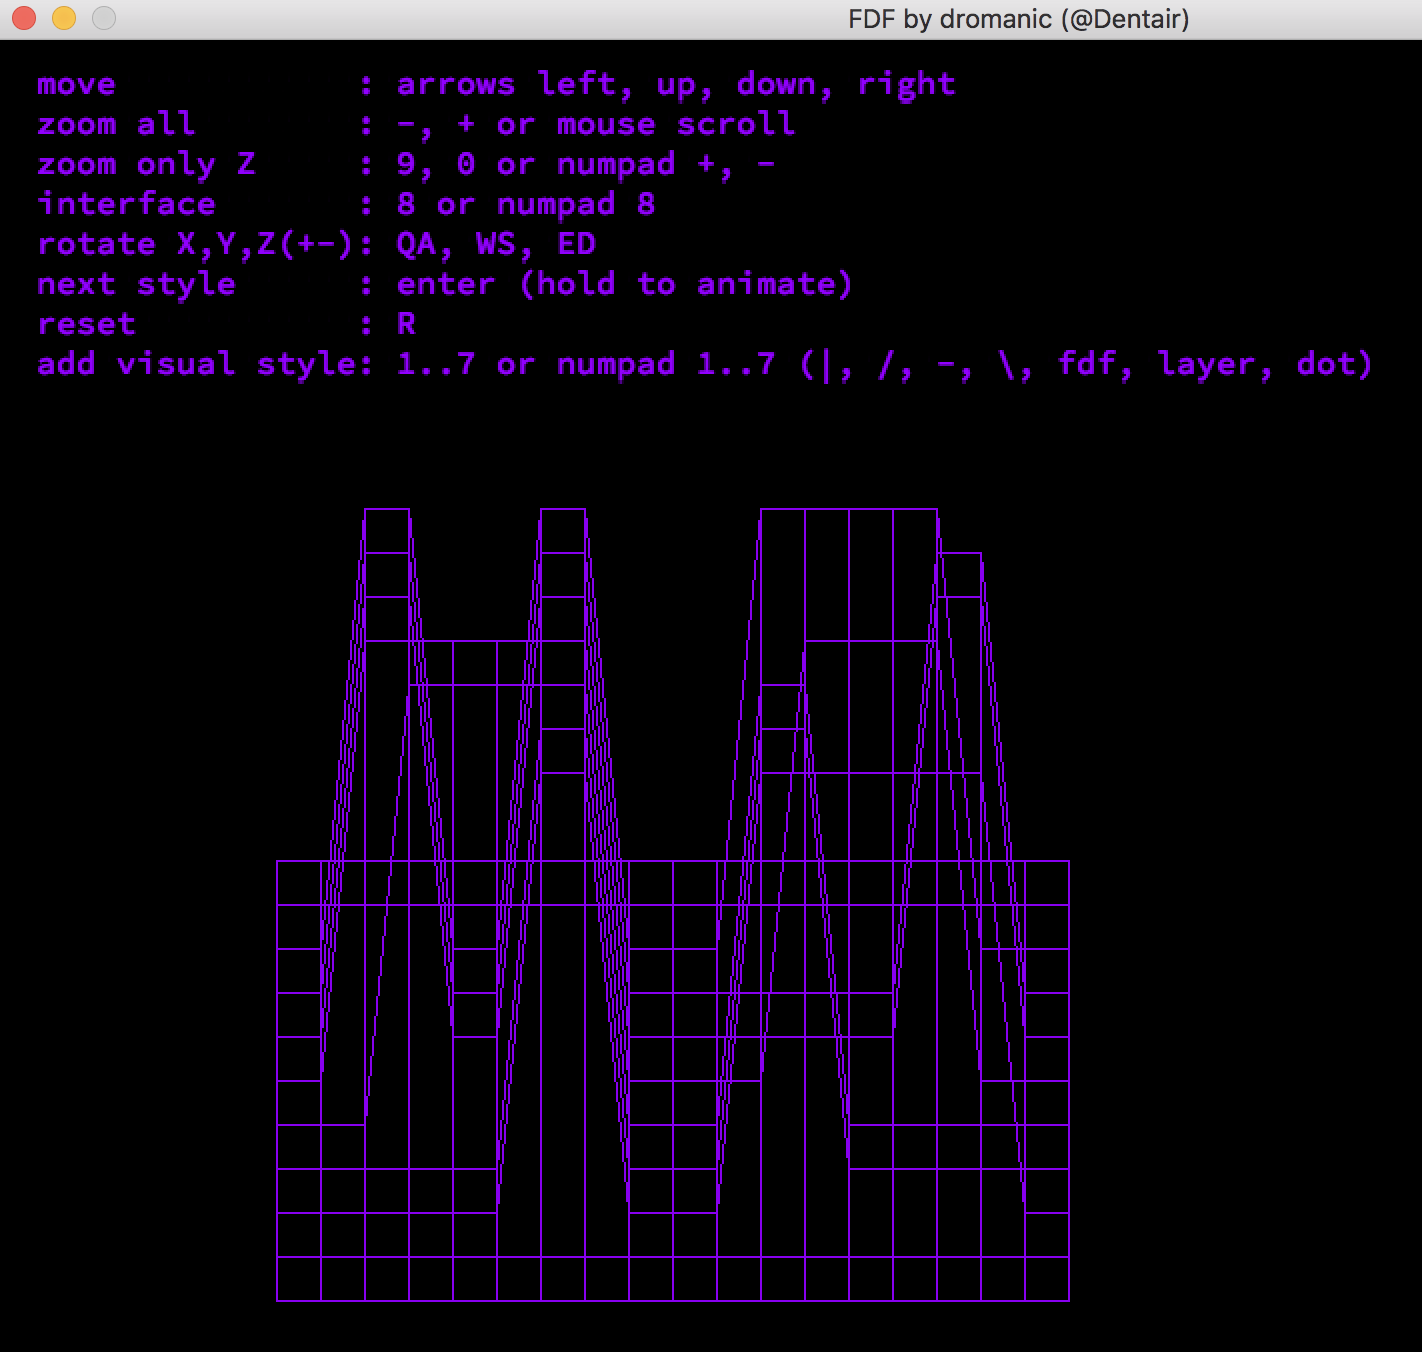 FDF by dromanic (@Dentair)
move            : arrows left, up, down, right
zoom all        : -, + or mouse scroll
zoom only Z     : 9, 0 or numpad +, -
interface       : 8 or numpad 8
rotate X,Y,Z(+-): QA, WS, ED
next style      : enter (hold to animate)
reset           : R
add visual style: 1..7 or numpad 1..7 (|, /, -, \, fdf, layer, dot)